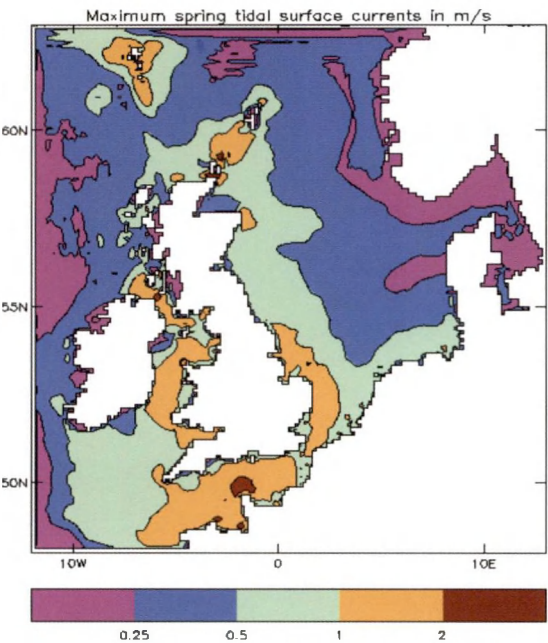 Maximum spring tidal surface currents in m/s
60N
55N
50N
10W 0 10E
0.25 0.5 1 2